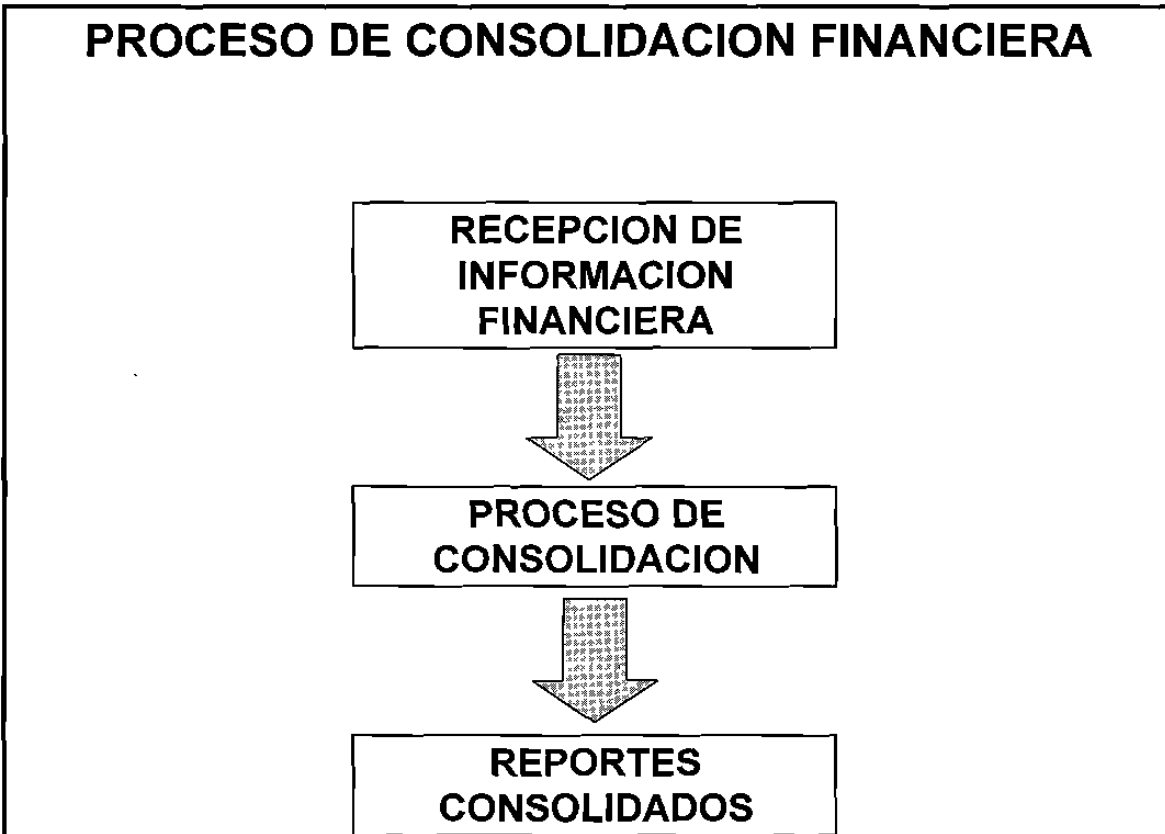 PROCESO DE CONSOLIDACION FINANCIERA
RECEPCION DE
INFORMACION
FINANCIERA
PROCESO DE
CONSOLIDACION
REPORTES
CONSOLIDADOS